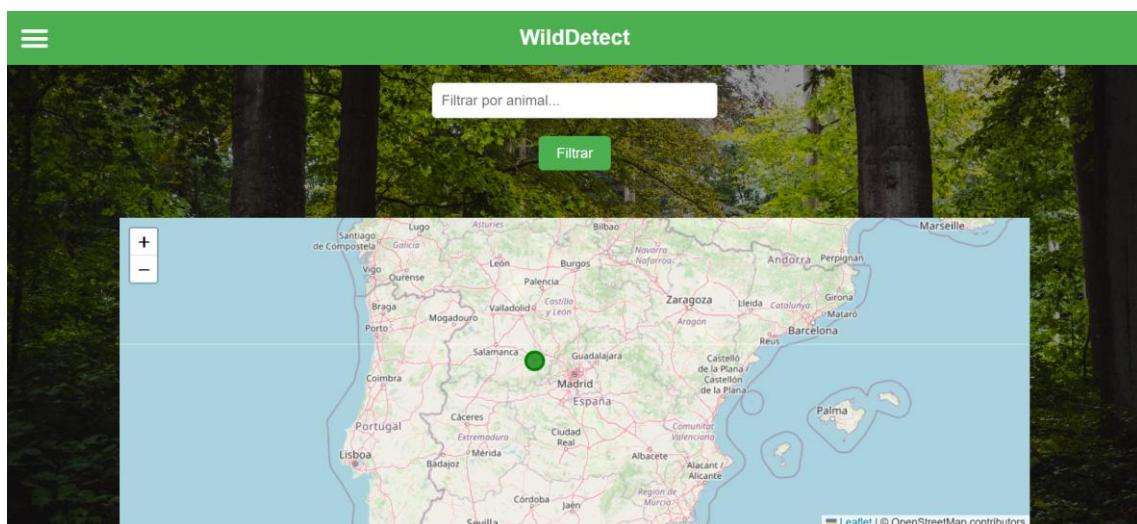 WildDetect
Filtrar por animal...
Filtrar
+
−
Santiago
de Compostela
Lugo
Asturies
Bilbao
Marseille
Galicia
Vigo
Ourense
León
Burgos
Navarra
Nafarroa
Andorra
Perpignan
Palencia
Braga
Mogadouro
Valladolid
Castilla
y León
Zaragoza
Lleida
Catalunya
Girona
Mataró
Porto
Aragón
Barcelona
Reus
Salamanca
Guadalajara
Castelló
de la Plana /
Castellón
de la Plana
Coimbra
Madrid
España
Palma
Portugal
Cáceres
Extremadura
Ciudad
Real
Comunitat
Valenciana
Lisboa
Badajoz
Mérida
Albacete
Alacant /
Alicante
Córdoba
Jaén
Región de
Murcia
Sevilla
Leaflet | © OpenStreetMap contributors